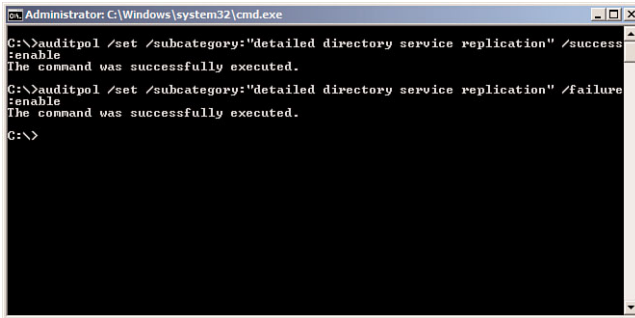 Administrator: C:\Windows\system32\cmd.exe
C:\>auditpol /set /subcategory:"detailed directory service replication" /success
:enable
The command was successfully executed.
C:\>auditpol /set /subcategory:"detailed directory service replication" /failure
:enable
The command was successfully executed.
C:\>